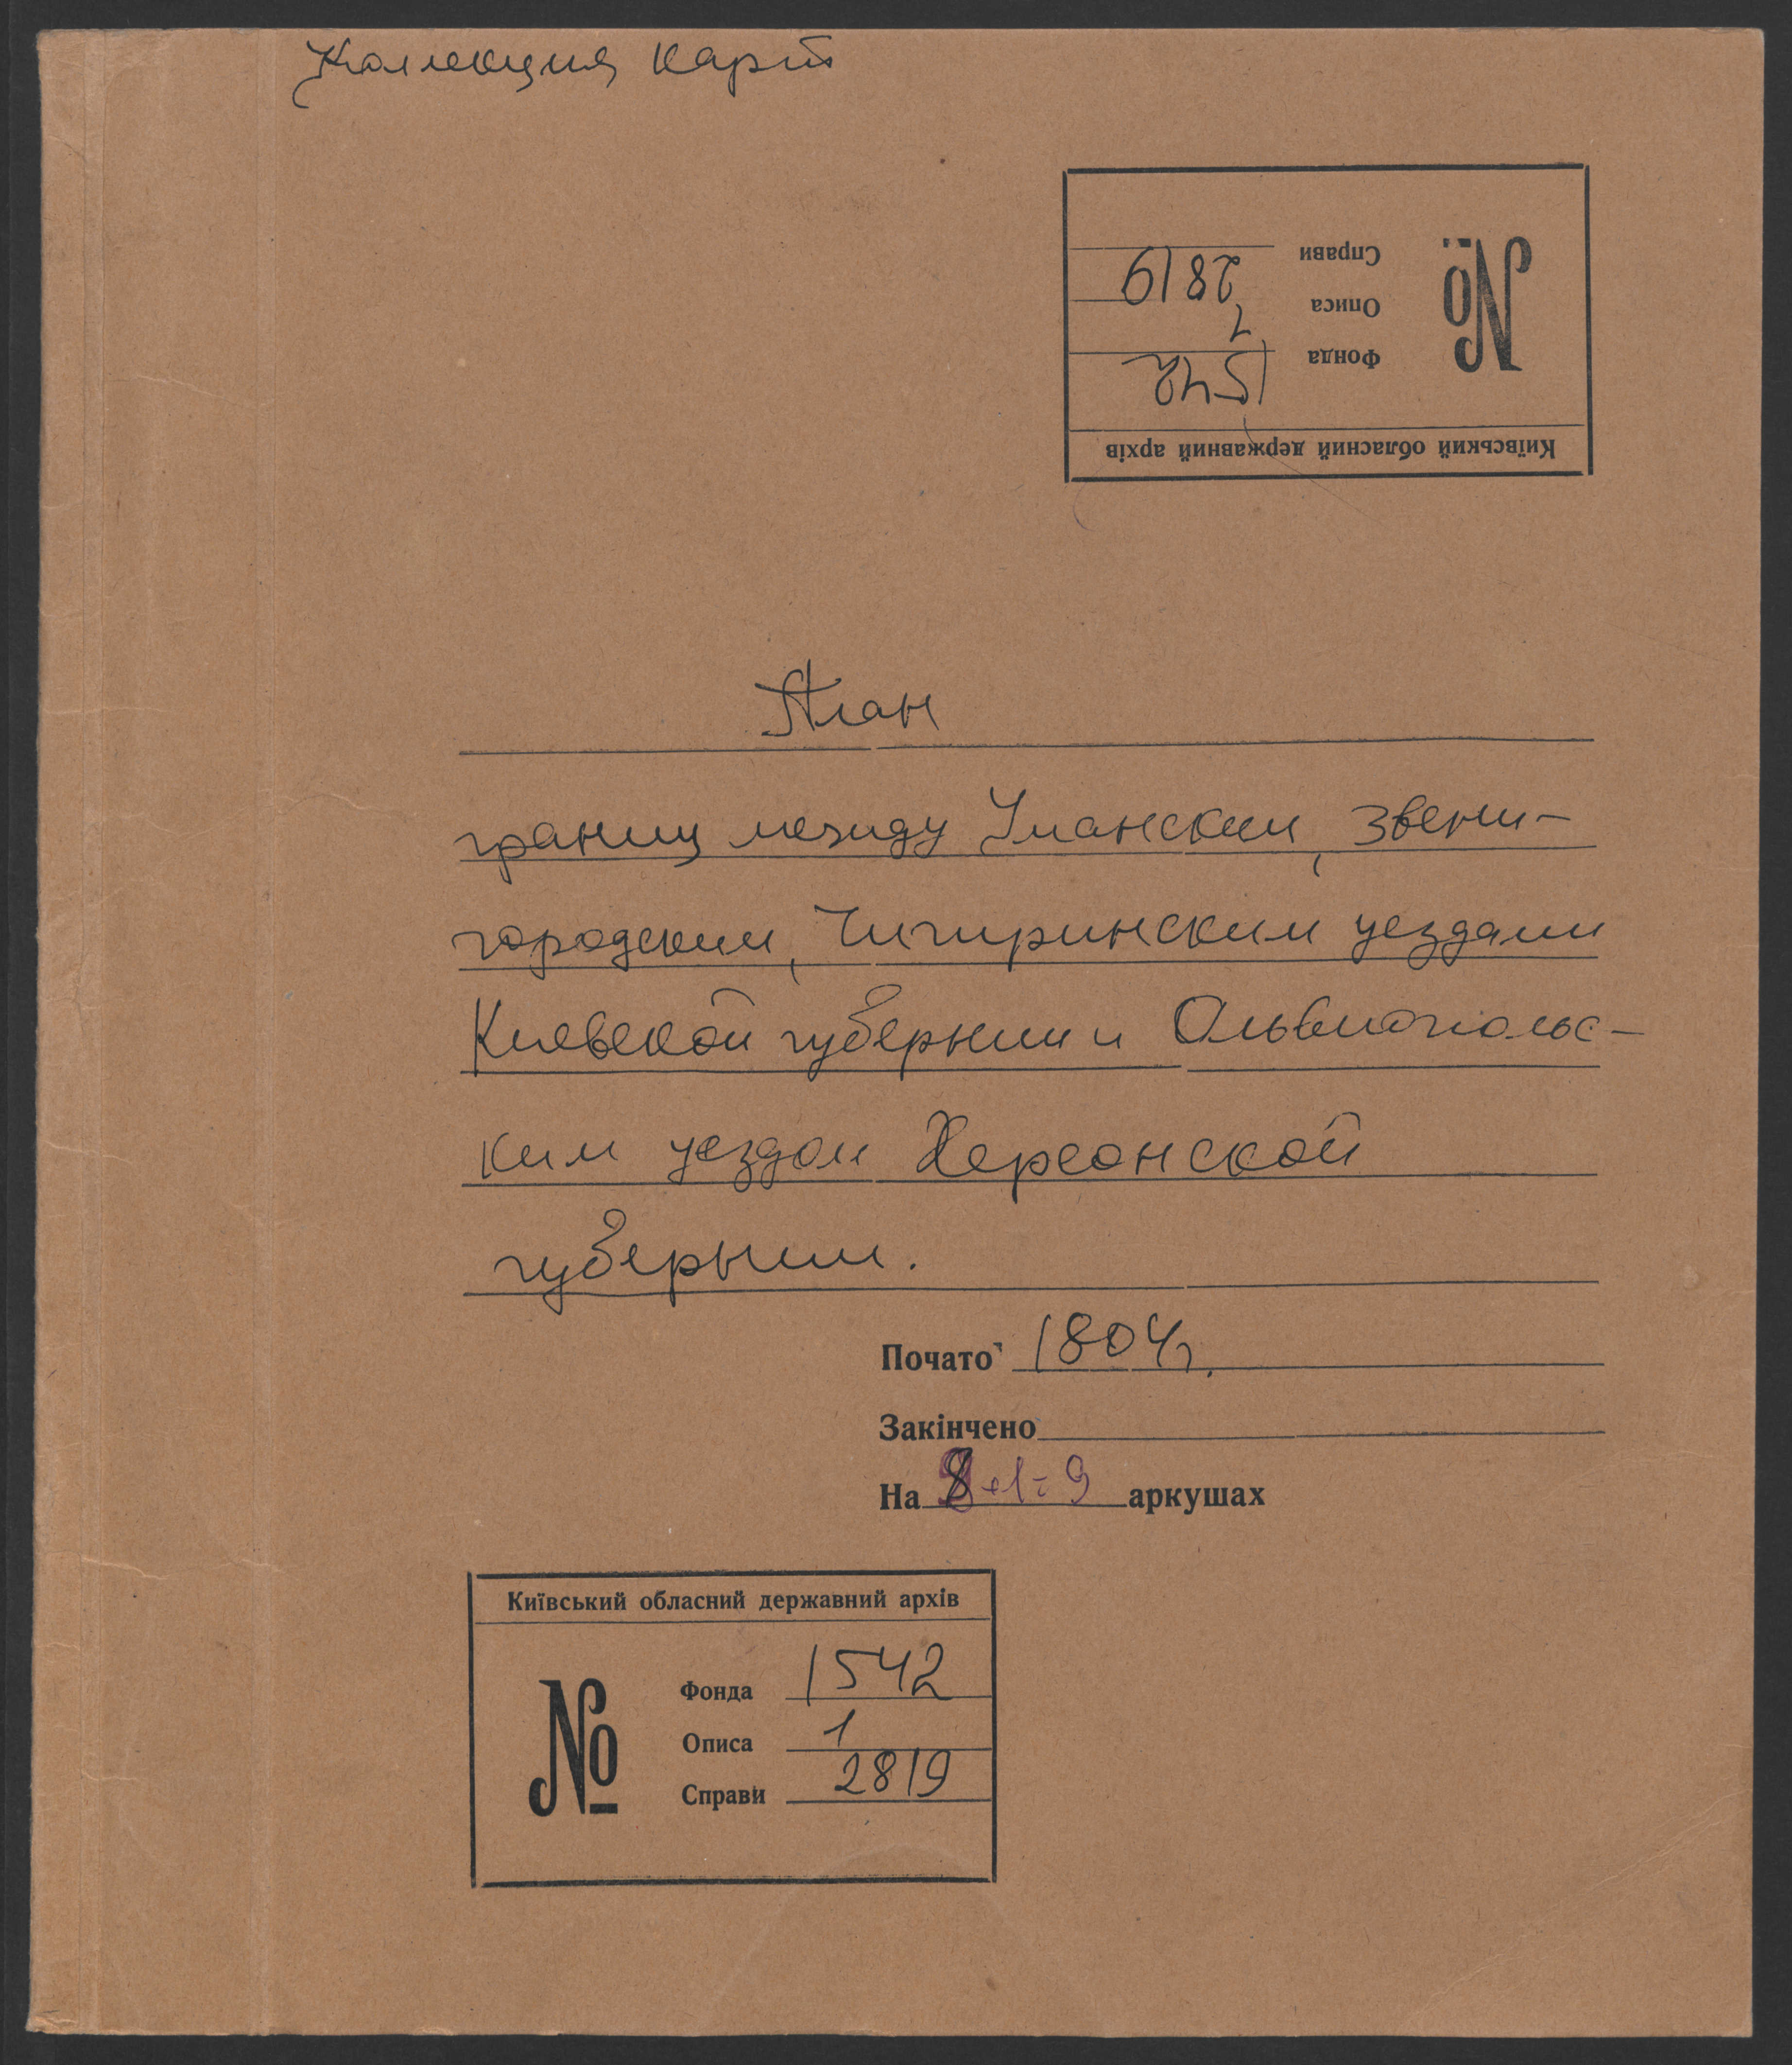 Коллекция карт
Київський обласний державний архів
№
Фонда 1542
Описа 1
Справи 2819
План
границ между Уманским, Звени-
городским, Чигиринским уездами
Киевской губернии и Ольвиопольс-
ким уездом Херсонской
губернии.
Почато 1804г.
Закінчено
На 8+1=9 аркушах
Київський обласний державний архів
№
Фонда 1542
Описа 1
Справи 2819